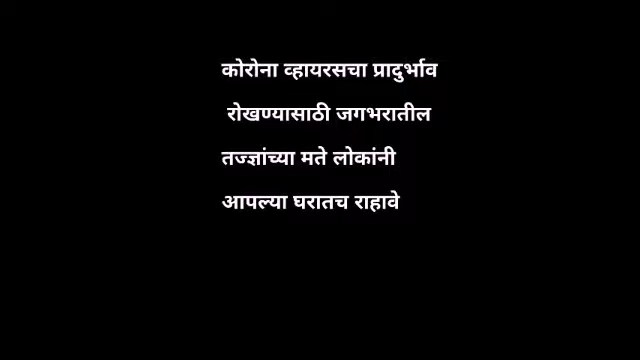 कोरोना व्हायरसचा प्रादुर्भाव
रोखण्यासाठी जगभरातील
तज्ज्ञांच्या मते लोकांनी
आपल्या घरातच राहावे